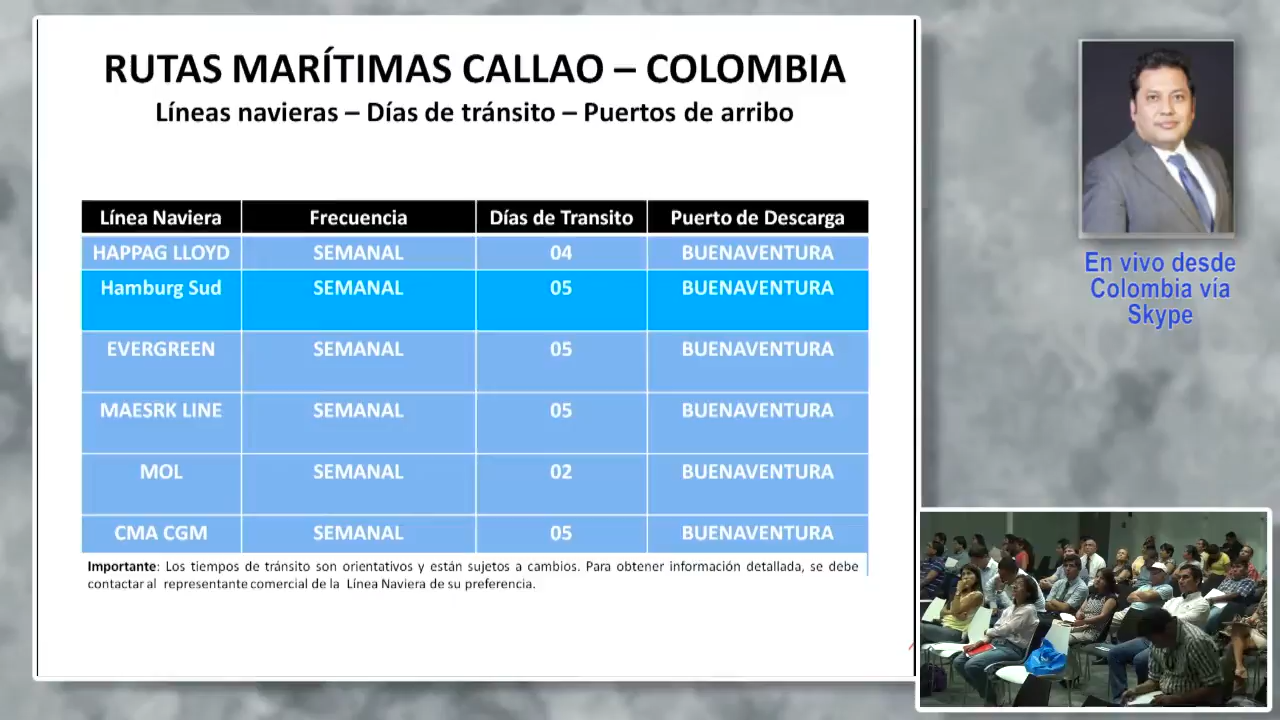 RUTAS MARÍTIMAS CALLAO – COLOMBIA
Líneas navieras – Días de tránsito – Puertos de arribo
Línea Naviera Frecuencia Días de Transito Puerto de Descarga
HAPPAG LLOYD SEMANAL 04 BUENAVENTURA
Hamburg Sud SEMANAL 05 BUENAVENTURA
EVERGREEN SEMANAL 05 BUENAVENTURA
MAESRK LINE SEMANAL 05 BUENAVENTURA
MOL SEMANAL 02 BUENAVENTURA
CMA CGM SEMANAL 05 BUENAVENTURA
Importante: Los tiempos de tránsito son orientativos y están sujetos a cambios. Para obtener información detallada, se debe
contactar al representante comercial de la Línea Naviera de su preferencia.
En vivo desde
Colombia vía
Skype